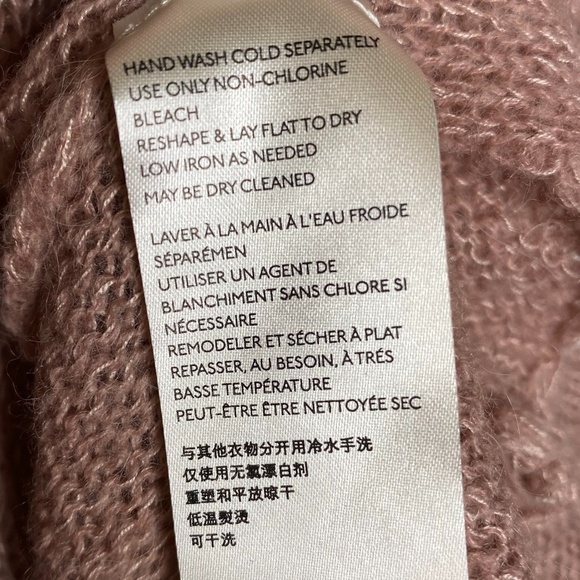 HAND WASH COLD SEPARATELY
USE ONLY NON-CHLORINE
BLEACH
RESHAPE & LAY FLAT TO DRY
LOW IRON AS NEEDED
MAY BE DRY CLEANED
LAVER À LA MAIN À L'EAU FROIDE
SÉPARÉMEN
UTILISER UN AGENT DE
BLANCHIMENT SANS CHLORE SI
NÉCESSAIRE
REMODELER ET SÉCHER À PLAT
REPASSER, AU BESOIN, À TRÉS
BASSE TEMPÉRATURE
PEUT-ÊTRE ÊTRE NETTOYÉE SEC
与其他衣物分开用冷水手洗
仅使用无氯漂白剂
重塑和平放晾干
低温熨烫
可干洗